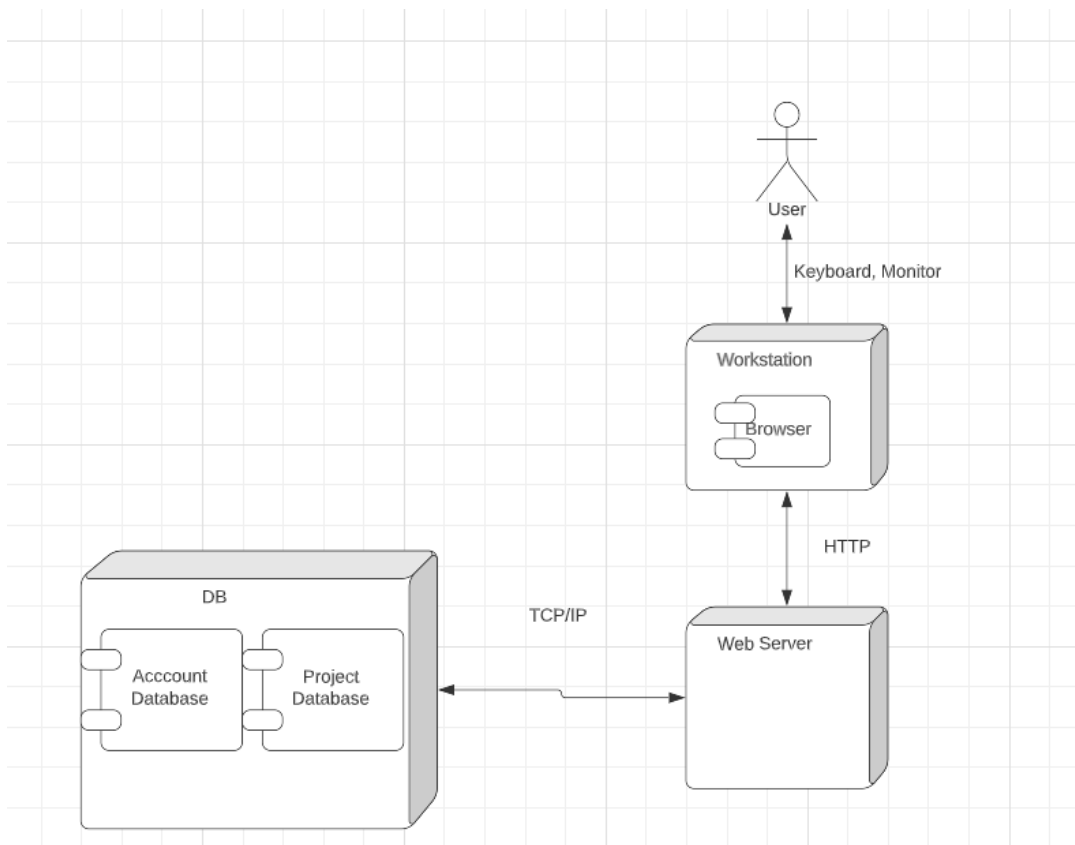 User
Keyboard, Monitor
Workstation
Browser
HTTP
DB
TCP/IP
Web Server
Acccount
Database
Project
Database